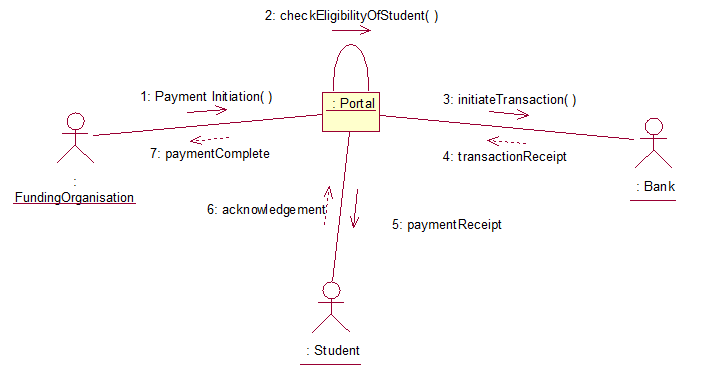 2: checkEligibilityOfStudent( )
1: Payment Initiation( )
: Portal
3: initiateTransaction( )
7: paymentComplete
4: transactionReceipt
:
FundingOrganisation
: Bank
6: acknowledgement
5: paymentReceipt
: Student